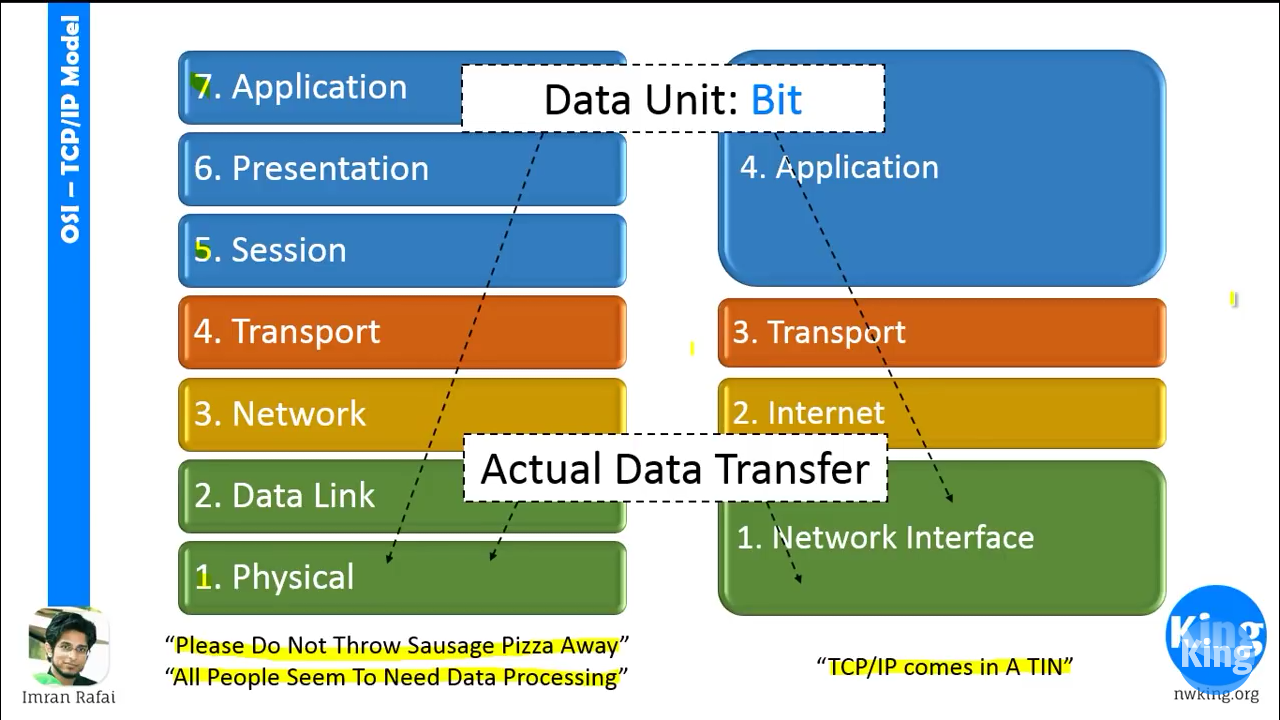 OSI – TCP/IP Model
7. Application
Data Unit: Bit
6. Presentation
4. Application
5. Session
4. Transport
3. Transport
3. Network
2. Internet
Actual Data Transfer
2. Data Link
1. Network Interface
1. Physical
“Please Do Not Throw Sausage Pizza Away”
“All People Seem To Need Data Processing”
“TCP/IP comes in A TIN”
Imran Rafai
King
King
nwking.org